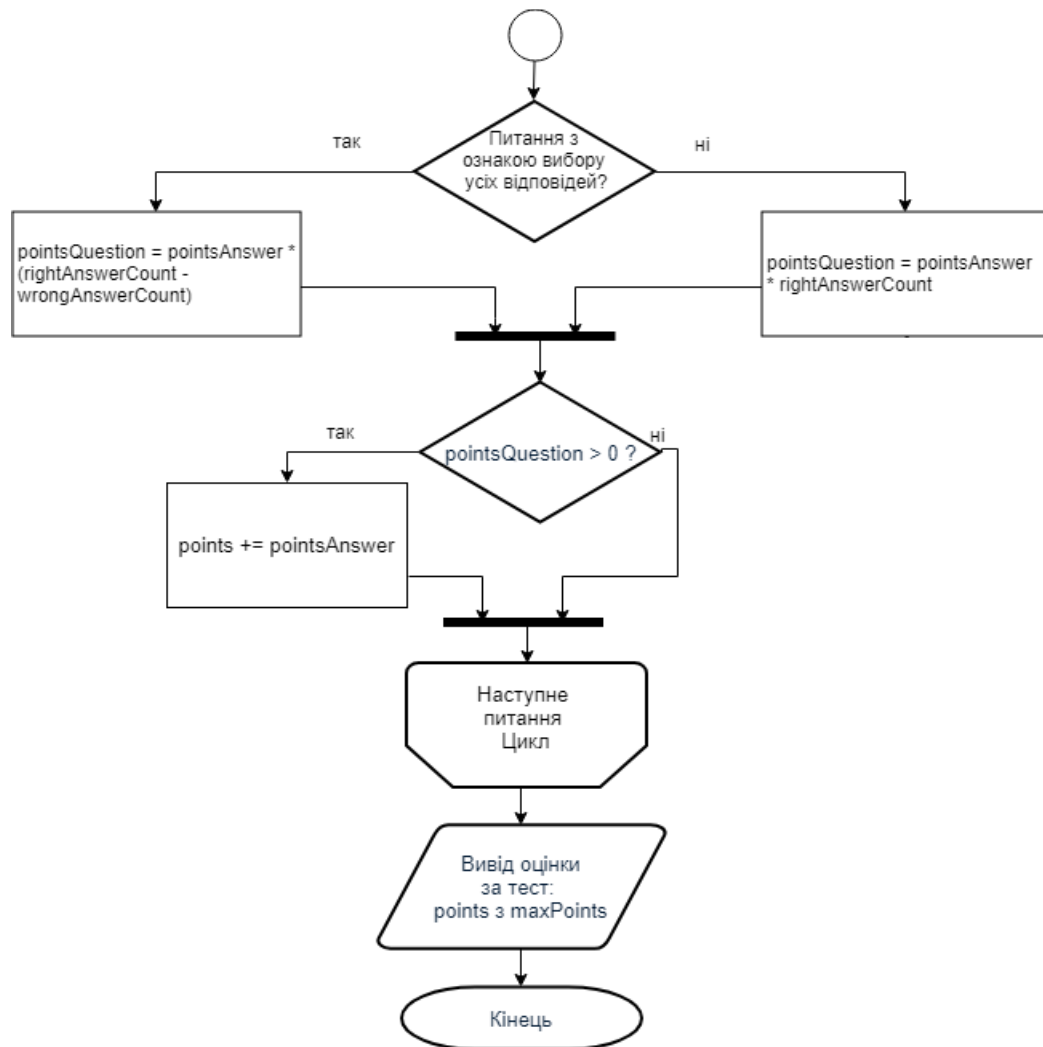 Питання з
ознакою вибору
усіх відповідей?
так
ні
pointsQuestion = pointsAnswer *
(rightAnswerCount -
wrongAnswerCount)
pointsQuestion = pointsAnswer
* rightAnswerCount
так
pointsQuestion > 0 ?
ні
points += pointsAnswer
Наступне
питання
Цикл
Вивід оцінки
за тест:
points з maxPoints
Кінець